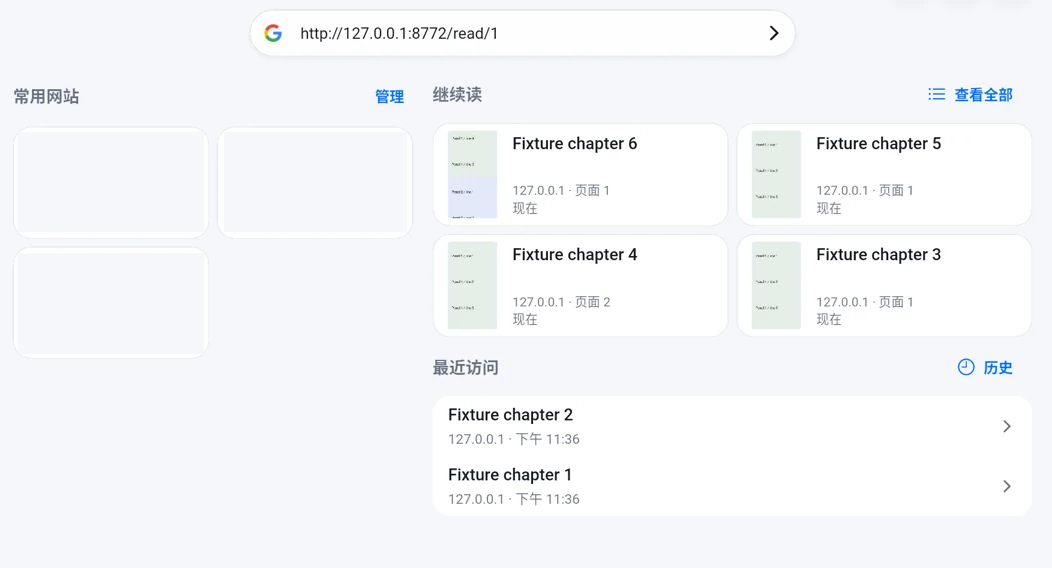 http://127.0.0.1:8772/read/1
常用网站
管理
继续读
查看全部
Fixture chapter 6
127.0.0.1 · 页面 1
现在
Fixture chapter 5
127.0.0.1 · 页面 1
现在
Fixture chapter 4
127.0.0.1 · 页面 2
现在
Fixture chapter 3
127.0.0.1 · 页面 1
现在
最近访问
历史
Fixture chapter 2
127.0.0.1 · 下午 11:36
Fixture chapter 1
127.0.0.1 · 下午 11:36